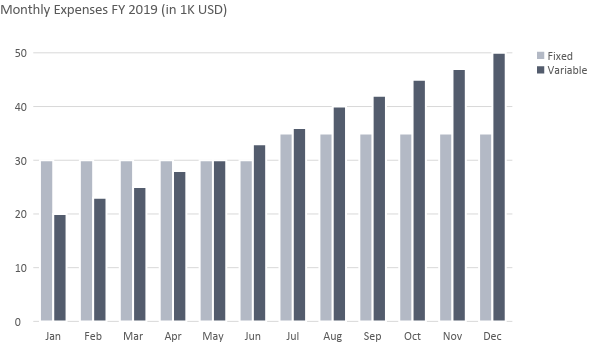 Monthly Expenses FY 2019 (in 1K USD)
50
40
30
20
10
0
Jan Feb Mar Apr May Jun Jul Aug Sep Oct Nov Dec
Fixed
Variable